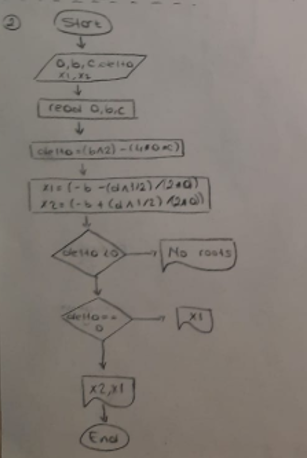 2
Start
a, b, c, delta
x1, x2
read a, b, c
delta=(b^2)-(4*a*c)
x1=(-b-(d^1/2)/2*a)
x2=(-b+(d^1/2)/2*a)
delta<0
No roots
delta==
0
x1
x2, x1
End